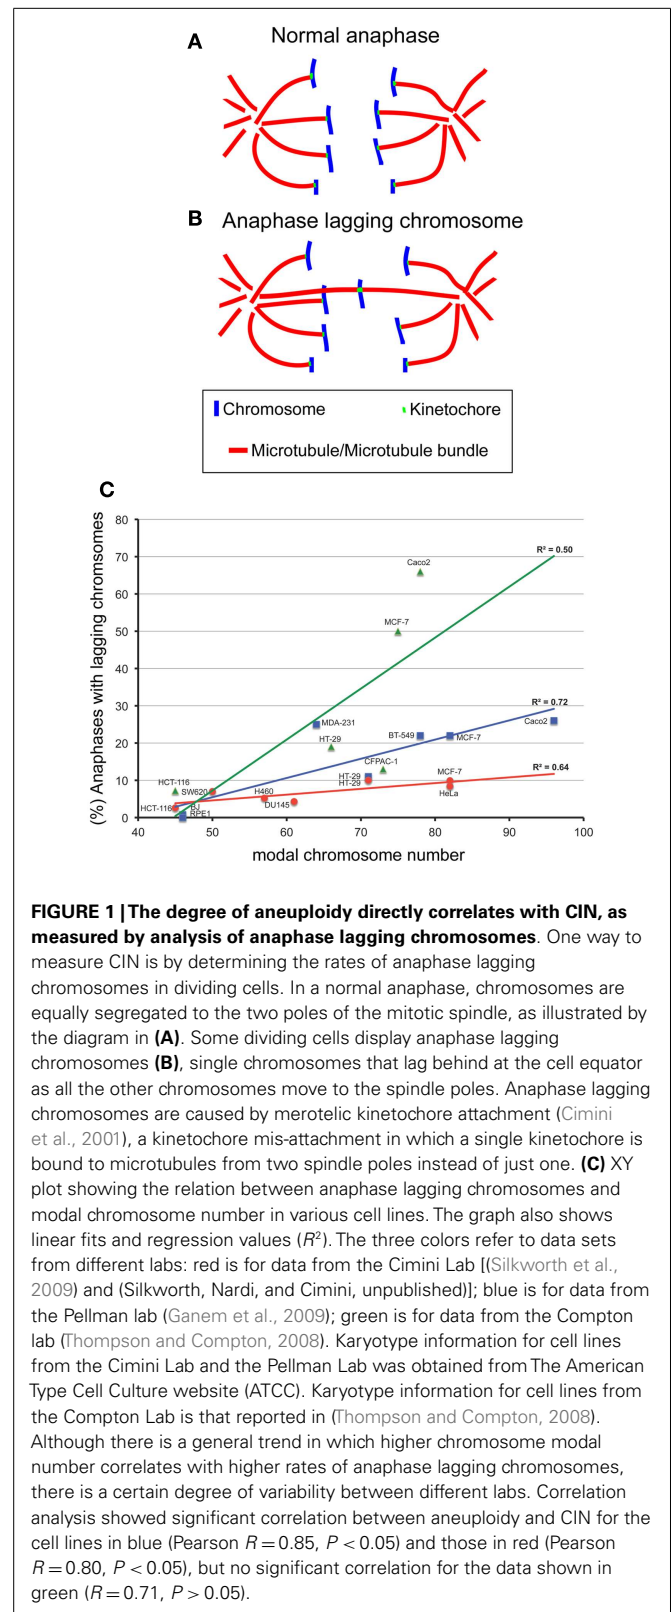 A
Normal anaphase
B
Anaphase lagging chromosome
Chromosome
Kinetochore
Microtubule/Microtubule bundle
C
(%) Anaphases with lagging chromsomes
80
70
60
50
40
30
20
10
0
R² = 0.50
Caco2
MCF-7
R² = 0.72
MDA-231
Caco2
HT-29
BT-549
MCF-7
CFPAC-1
R² = 0.64
HCT-116
HT-29
HT-29
MCF-7
SW620
H460
HeLa
HCT-116
BJ
DU145
RPE1
40
50
60
70
80
90
100
modal chromosome number
FIGURE 1 | The degree of aneuploidy directly correlates with CIN, as
measured by analysis of anaphase lagging chromosomes. One way to
measure CIN is by determining the rates of anaphase lagging
chromosomes in dividing cells. In a normal anaphase, chromosomes are
equally segregated to the two poles of the mitotic spindle, as illustrated by
the diagram in (A). Some dividing cells display anaphase lagging
chromosomes (B), single chromosomes that lag behind at the cell equator
as all the other chromosomes move to the spindle poles. Anaphase lagging
chromosomes are caused by merotelic kinetochore attachment (Cimini
et al., 2001), a kinetochore mis-attachment in which a single kinetochore is
bound to microtubules from two spindle poles instead of just one. (C) XY
plot showing the relation between anaphase lagging chromosomes and
modal chromosome number in various cell lines. The graph also shows
linear fits and regression values (R²). The three colors refer to data sets
from different labs: red is for data from the Cimini Lab [(Silkworth et al.,
2009) and (Silkworth, Nardi, and Cimini, unpublished)]; blue is for data from
the Pellman lab (Ganem et al., 2009); green is for data from the Compton
lab (Thompson and Compton, 2008). Karyotype information for cell lines
from the Cimini Lab and the Pellman Lab was obtained from The American
Type Cell Culture website (ATCC). Karyotype information for cell lines from
the Compton Lab is that reported in (Thompson and Compton, 2008).
Although there is a general trend in which higher chromosome modal
number correlates with higher rates of anaphase lagging chromosomes,
there is a certain degree of variability between different labs. Correlation
analysis showed significant correlation between aneuploidy and CIN for the
cell lines in blue (Pearson R = 0.85, P < 0.05) and those in red (Pearson
R = 0.80, P < 0.05), but no significant correlation for the data shown in
green (R = 0.71, P > 0.05).